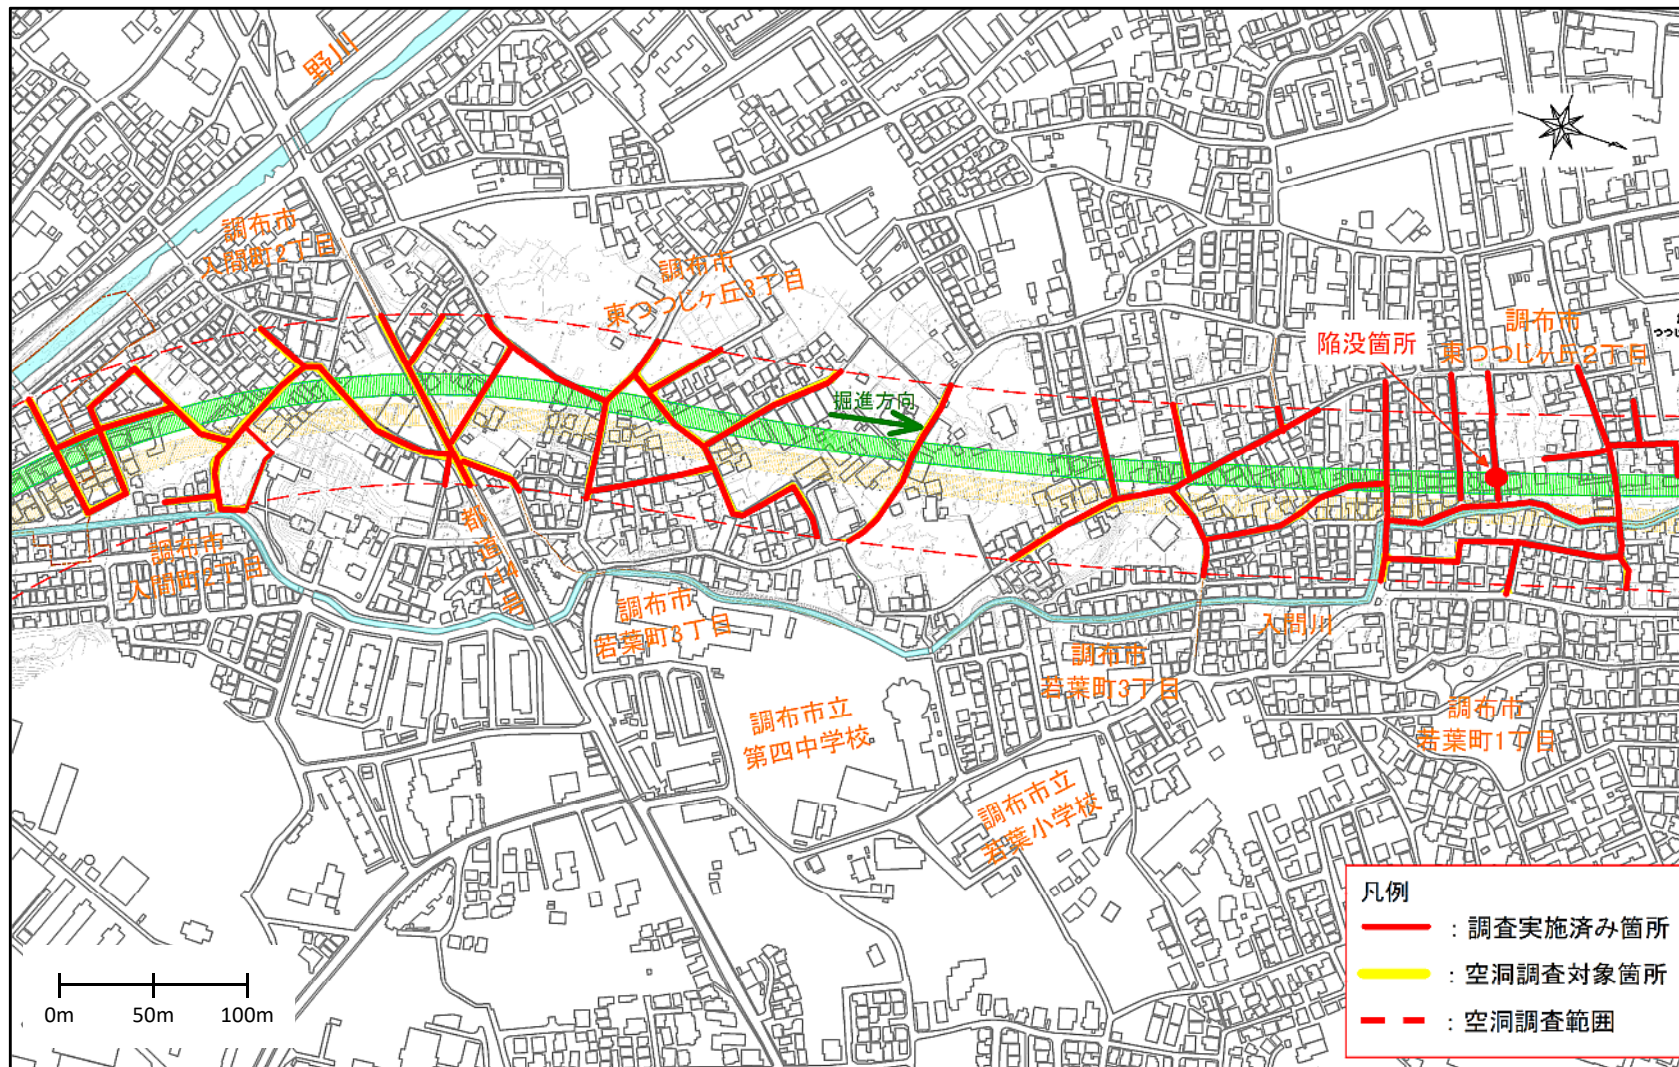 野川
調布市
入間町2丁目
調布市
東つつじヶ丘3丁目
調布市
東つつじヶ丘2丁目
つつじ
陥没箇所
掘進方向
都道114号
調布市
入間町2丁目
調布市
若葉町3丁目
入間川
調布市
若葉町3丁目
調布市
若葉町1丁目
調布市立
第四中学校
調布市立
若葉小学校
凡例
：調査実施済み箇所
：空洞調査対象箇所
：空洞調査範囲
0m 50m 100m